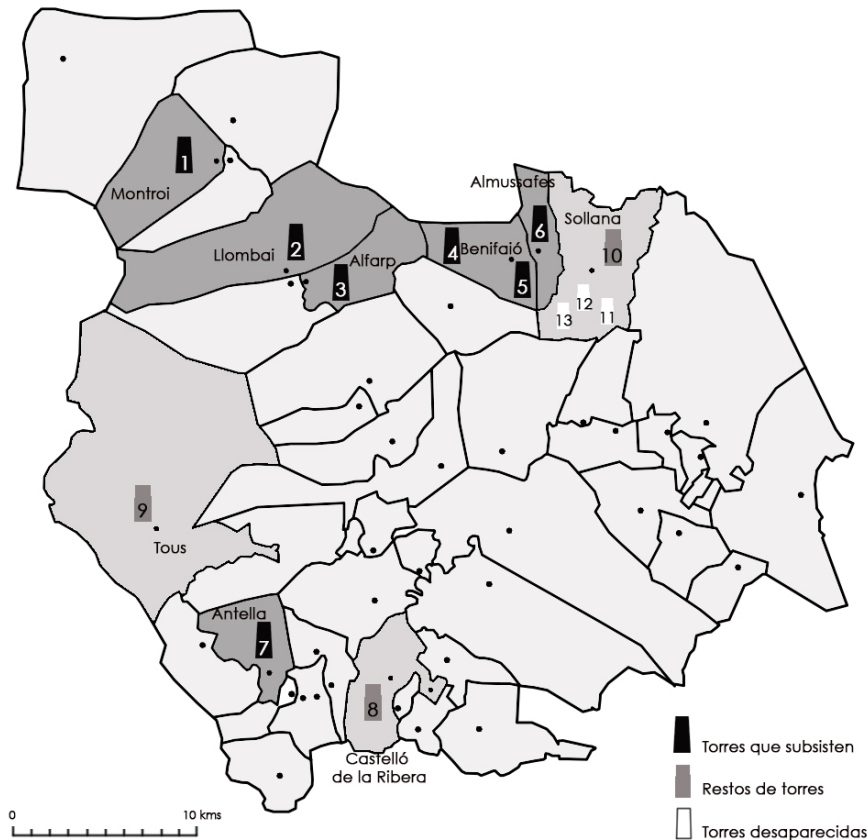 1
Montroi
Almussafes
Sollana
Llombai
2
Alfarp
3
4
Benifaió
5
6
10
12
11
13
9
Tous
Antella
7
8
Castelló
de la Ribera
Torres que subsisten
Restos de torres
Torres desaparecidas
0
10 kms